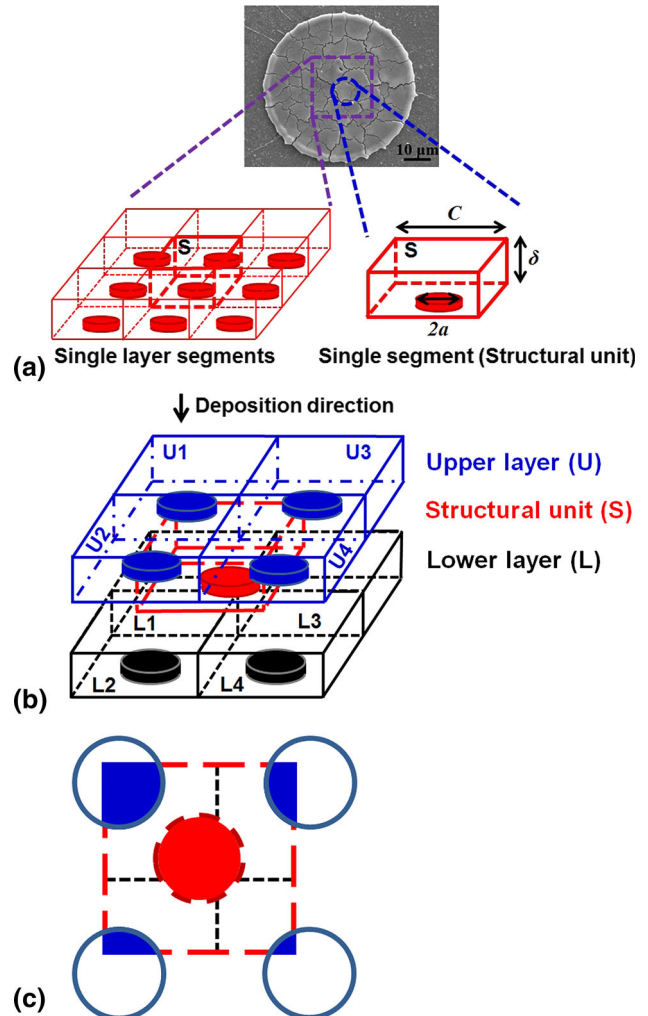 10 µm
C
S
S
δ
2a
Single layer segments
Single segment (Structural unit)
(a)
Deposition direction
U1
U3
Upper layer (U)
Structural unit (S)
U2
U4
Lower layer (L)
L1
L3
L2
L4
(b)
(c)